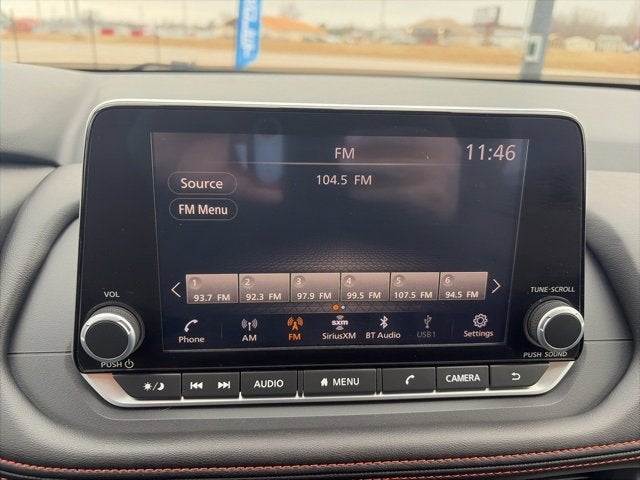 FM 11:46
Source 104.5 FM
FM Menu
1 2 3 4 5 6
93.7 FM 92.3 FM 97.9 FM 99.5 FM 107.5 FM 94.5 FM
VOL TUNE·SCROLL
sxm
Phone AM FM SiriusXM BT Audio USB1 Settings
PUSH PUSH SOUND
AUDIO MENU CAMERA